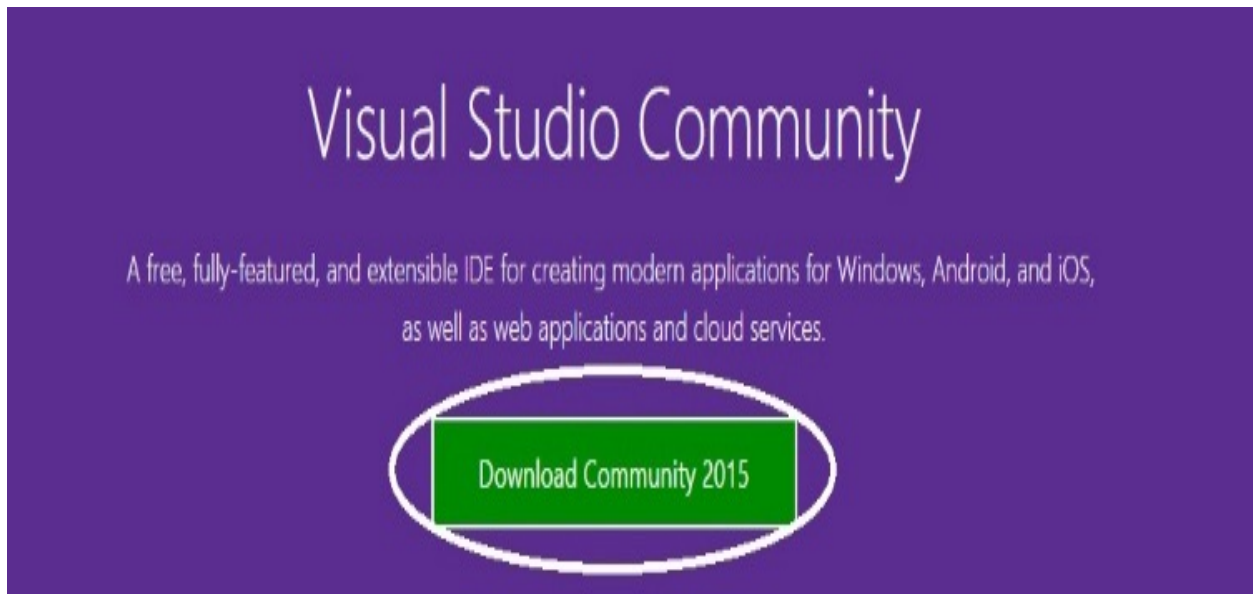 Visual Studio Community
A free, fully-featured, and extensible IDE for creating modern applications for Windows, Android, and iOS,
as well as web applications and cloud services.
Download Community 2015